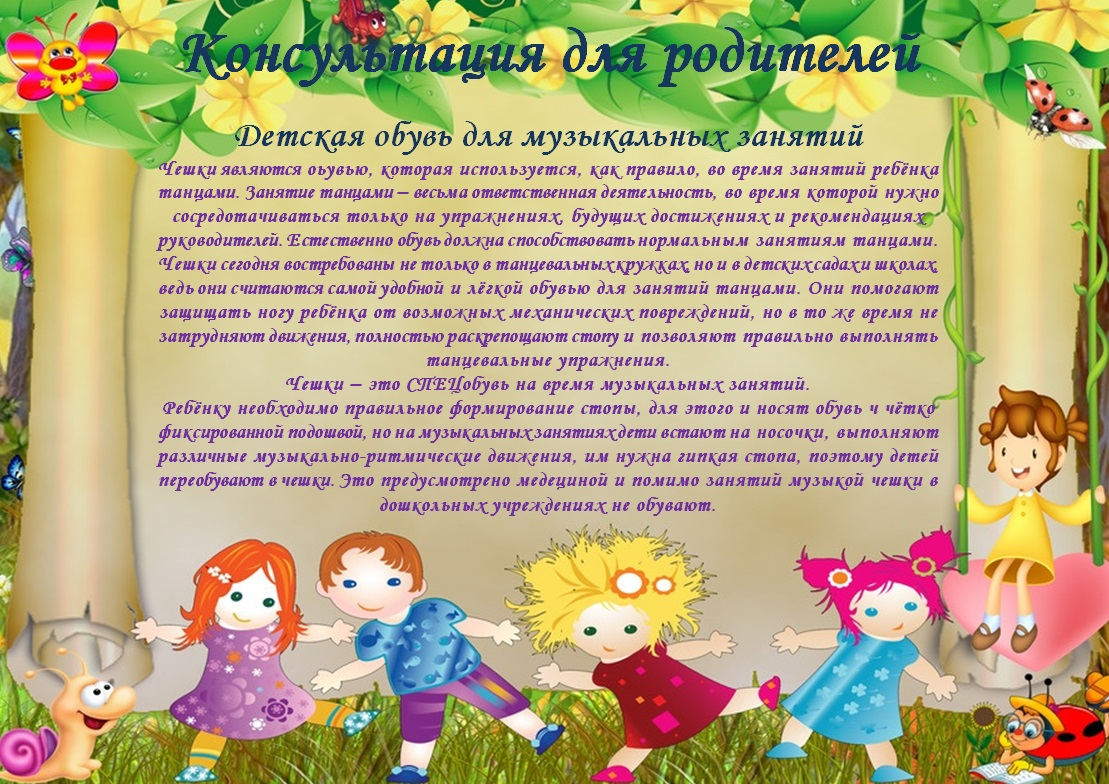 Консультация для родителей
Детская обувь для музыкальных занятий
Чешки являются оьувью, которая используется, как правило, во время занятий ребёнка
танцами. Занятие танцами – весьма ответственная деятельность, во время которой нужно
сосредотачиваться только на упражнениях, будущих достижениях и рекомендациях
руководителей. Естественно обувь должна способствовать нормальным занятиям танцами.
Чешки сегодня востребованы не только в танцевальных кружках, но и в детских садах и школах,
ведь они считаются самой удобной и лёгкой обувью для занятий танцами. Они помогают
защищать ногу ребёнка от возможных механических повреждений, но в то же время не
затрудняют движения, полностью раскрепощают стопу и позволяют правильно выполнять
танцевальные упражнения.
Чешки – это СПЕЦобувь на время музыкальных занятий.
Ребёнку необходимо правильное формирование стопы, для этого и носят обувь ч чётко
фиксированной подошвой, но на музыкальных занятиях дети встают на носочки, выполняют
различные музыкально-ритмические движения, им нужна гипкая стопа, поэтому детей
переобувают в чешки. Это предусмотрено медециной и помимо занятий музыкой чешки в
дошкольных учреждениях не обувают.